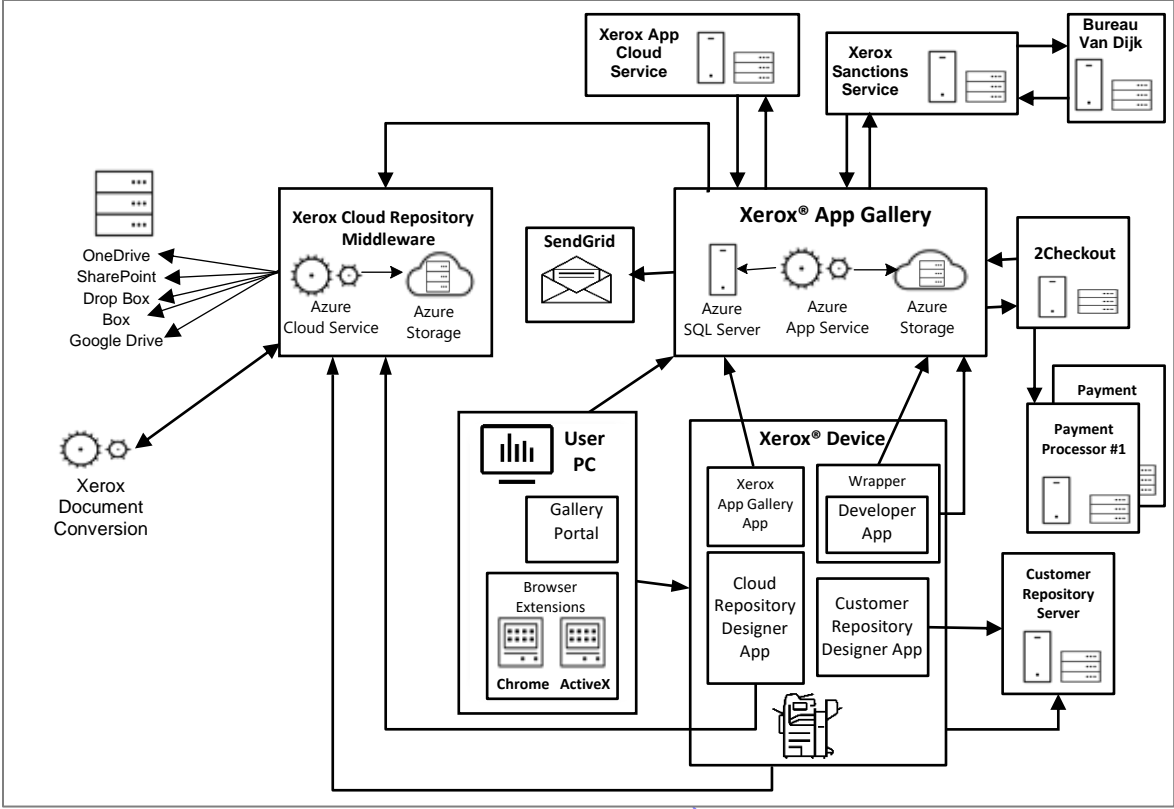 Xerox App
Cloud
Service
Xerox
Sanctions
Service
Bureau
Van Dijk
OneDrive
SharePoint
Drop Box
Box
Google Drive
Xerox Cloud Repository
Middleware
Azure
Cloud Service
Azure
Storage
SendGrid
Xerox® App Gallery
Azure
SQL Server
Azure
App Service
Azure
Storage
2Checkout
Payment
Payment
Processor #1
Xerox
Document
Conversion
User
PC
Gallery
Portal
Browser
Extensions
Chrome
ActiveX
Xerox® Device
Xerox
App Gallery
App
Wrapper
Developer
App
Cloud
Repository
Designer
App
Customer
Repository
Designer App
Customer
Repository
Server